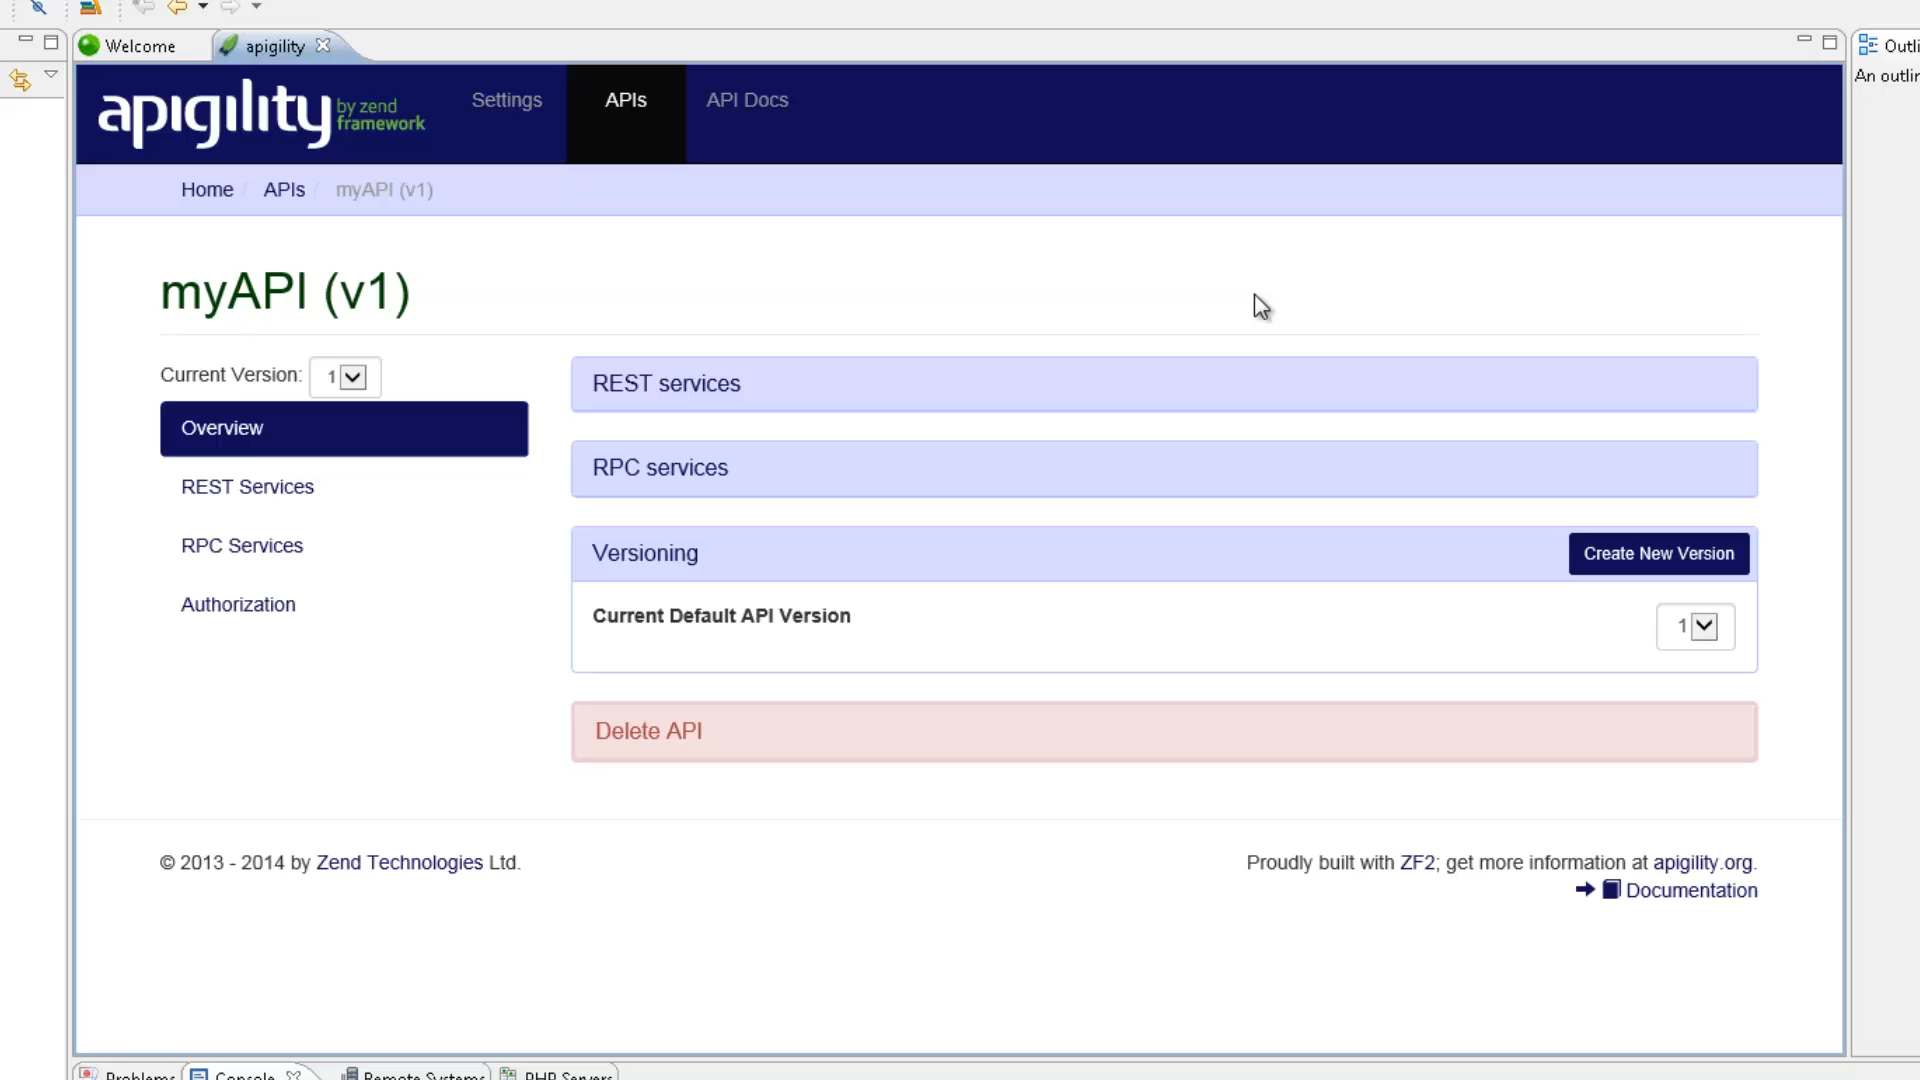 Welcome
apigility
Outli
An outlir
apigility by zend framework
Settings
APIs
API Docs
Home
APIs
myAPI (v1)
myAPI (v1)
Current Version: 1
Overview
REST Services
RPC Services
Authorization
REST services
RPC services
Versioning
Create New Version
Current Default API Version
1
Delete API
© 2013 - 2014 by Zend Technologies Ltd.
Proudly built with ZF2; get more information at apigility.org.
Documentation
Problems
Console
Remote Systems
PHP Servers